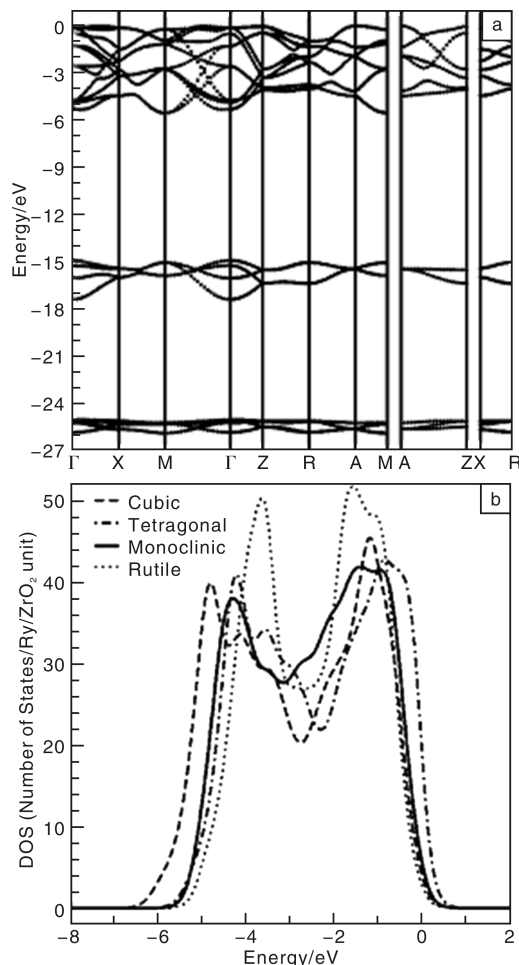 a
0
−3
−6
−9
−12
−15
−18
−21
−24
−27
Energy/eV
Γ X M Γ Z R A M A Z X R
b
Cubic
Tetragonal
Monoclinic
Rutile
50
40
30
20
10
0
DOS (Number of States/Ry/ZrO₂ unit)
−8 −6 −4 −2 0 2
Energy/eV